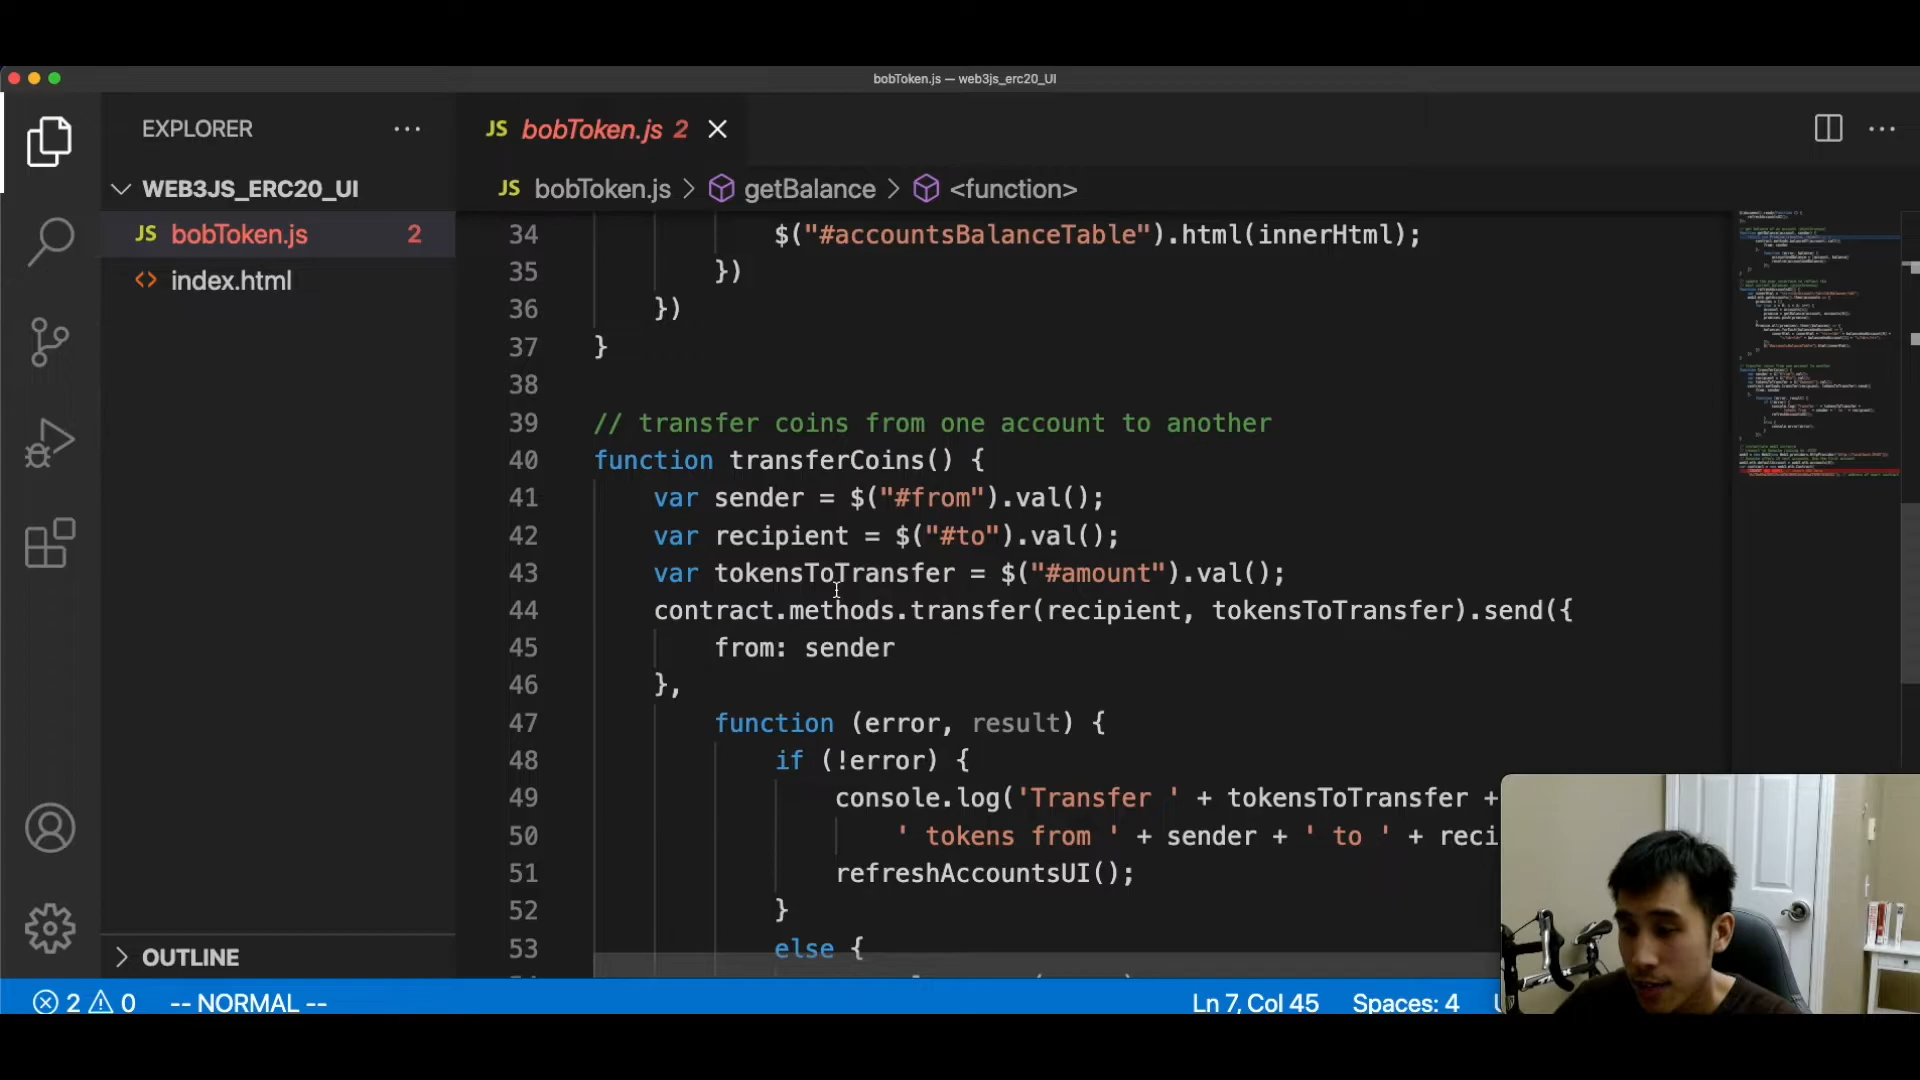 bobToken.js — web3js_erc20_UI
EXPLORER
JS bobToken.js 2
WEB3JS_ERC20_UI
JS bobToken.js 2
<> index.html
JS bobToken.js > getBalance > <function>
34 $("#accountsBalanceTable").html(innerHtml);
35 })
36 })
37 }
38
39 // transfer coins from one account to another
40 function transferCoins() {
41 var sender = $("#from").val();
42 var recipient = $("#to").val();
43 var tokensToTransfer = $("#amount").val();
44 contract.methods.transfer(recipient, tokensToTransfer).send({
45 from: sender
46 },
47 function (error, result) {
48 if (!error) {
49 console.log('Transfer ' + tokensToTransfer +
50 ' tokens from ' + sender + ' to ' + reci
51 refreshAccountsUI();
52 }
53 else {
OUTLINE
2 0 -- NORMAL --
Ln 7, Col 45 Spaces: 4